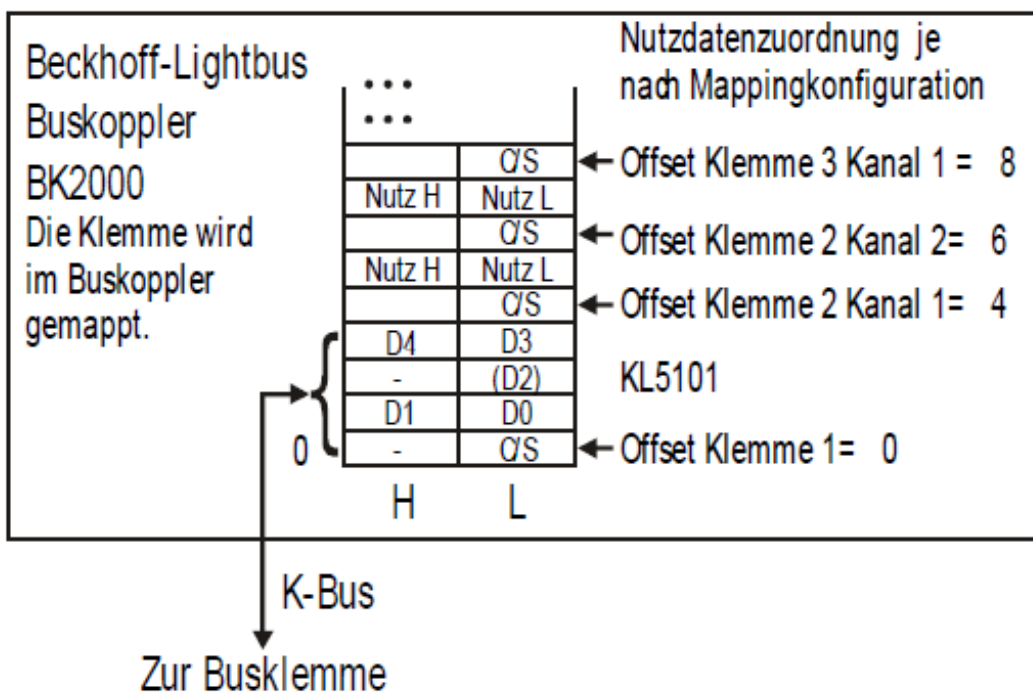 Beckhoff-Lightbus
Buskoppler
BK2000
Die Klemme wird
im Buskoppler
gemappt.
Nutzdatenzuordnung je
nach Mappingkonfiguration
•••
•••
C/S
Offset Klemme 3 Kanal 1 = 8
Nutz H Nutz L
C/S
Offset Klemme 2 Kanal 2= 6
Nutz H Nutz L
C/S
Offset Klemme 2 Kanal 1= 4
D4 D3
- (D2)
KL5101
D1 D0
0
- C/S
Offset Klemme 1= 0
H L
K-Bus
Zur Busklemme